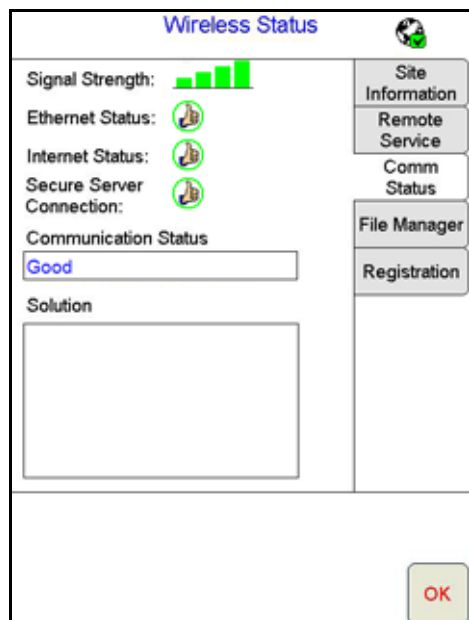 Wireless Status
Signal Strength:
Ethernet Status:
Internet Status:
Secure Server
Connection:
Communication Status
Good
Solution
Site
Information
Remote
Service
Comm
Status
File Manager
Registration
OK